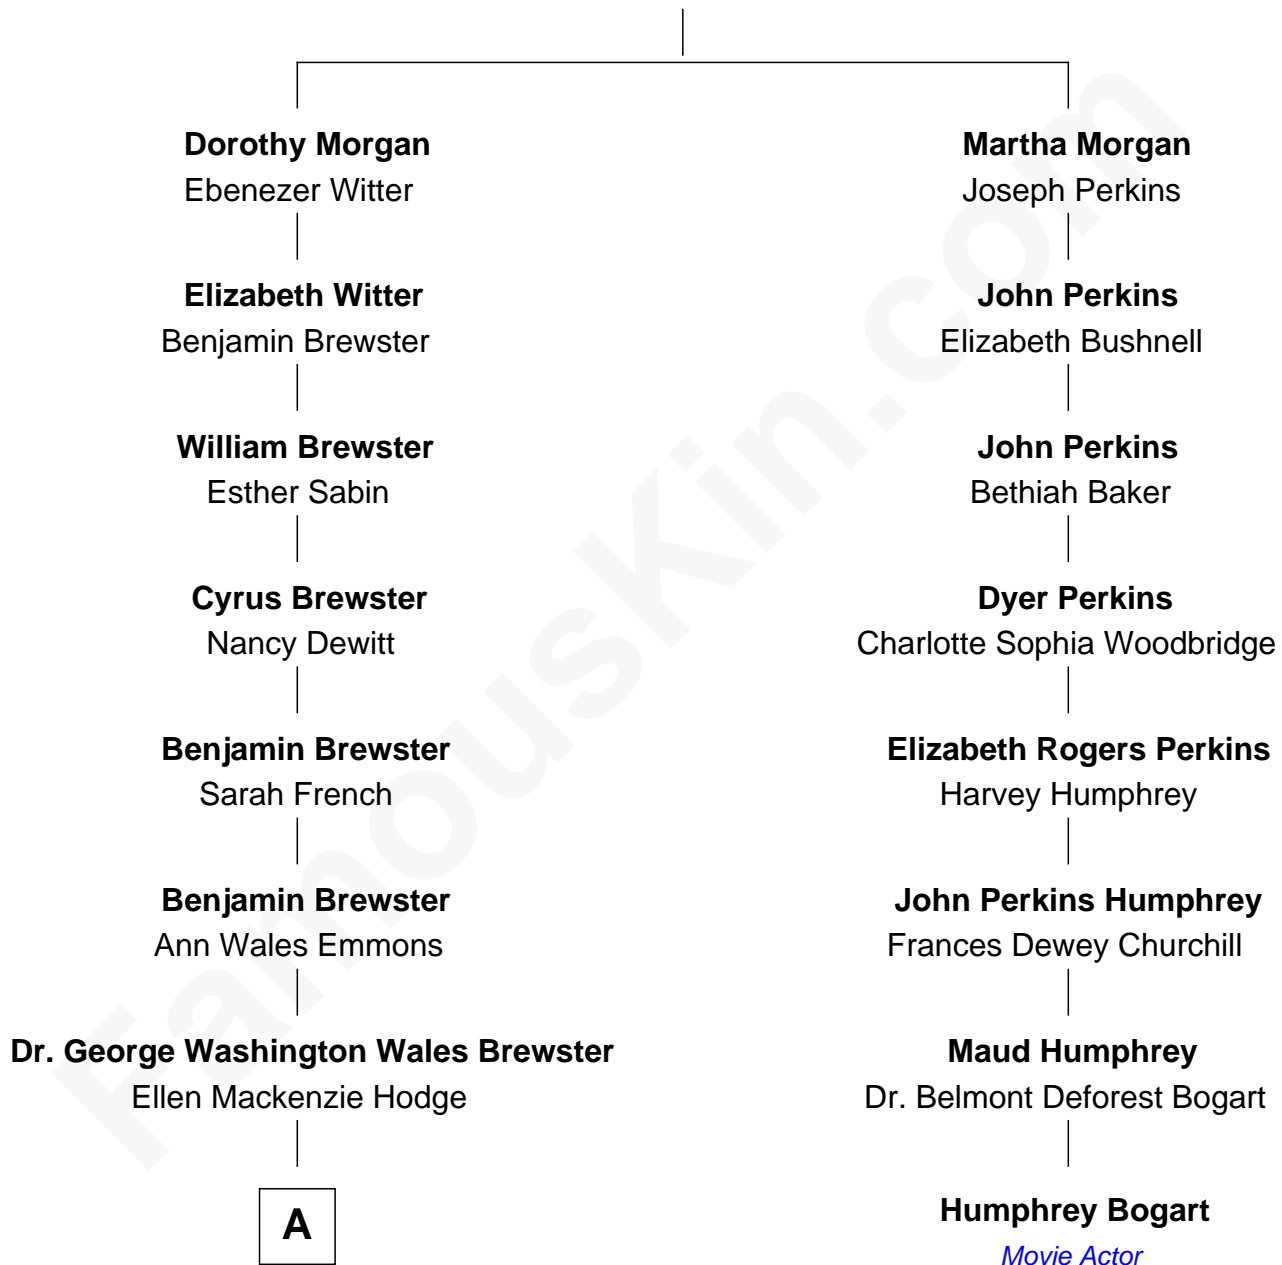 Dorothy Morgan
Ebenezer Witter
Elizabeth Witter
Benjamin Brewster
William Brewster
Esther Sabin
Cyrus Brewster
Nancy Dewitt
Benjamin Brewster
Sarah French
Benjamin Brewster
Ann Wales Emmons
Dr. George Washington Wales Brewster
Ellen Mackenzie Hodge
A
Martha Morgan
Joseph Perkins
John Perkins
Elizabeth Bushnell
John Perkins
Bethiah Baker
Dyer Perkins
Charlotte Sophia Woodbridge
Elizabeth Rogers Perkins
Harvey Humphrey
John Perkins Humphrey
Frances Dewey Churchill
Maud Humphrey
Dr. Belmont Deforest Bogart
Humphrey Bogart
Movie Actor
FamousKin.com